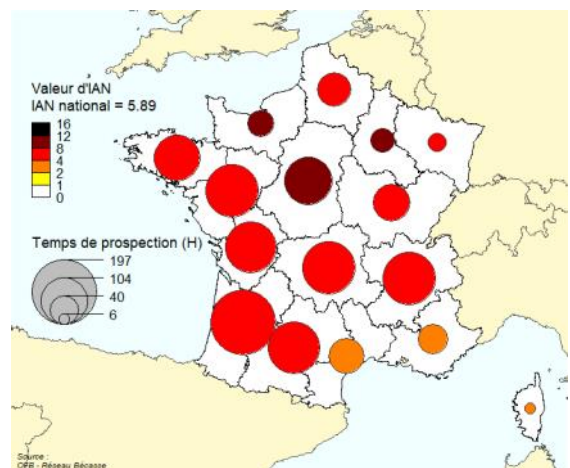 Valeur d'IAN
IAN national = 5.89
16
12
8
4
2
1
0
Temps de prospection (H)
197
104
40
6
Source :
OFB - Réseau Bécasse